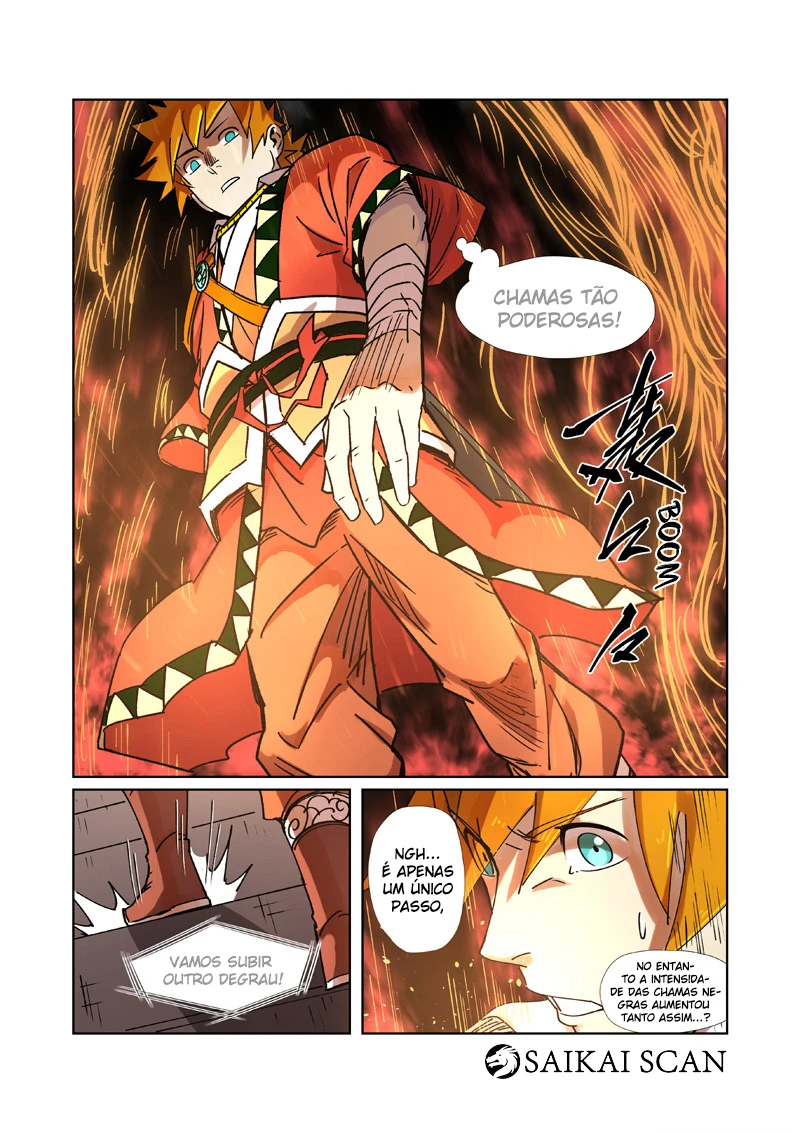 CHAMAS TÃO
PODEROSAS!
BOOM
VAMOS SUBIR
OUTRO DEGRAU!
NGH...
É APENAS
UM ÚNICO
PASSO,
NO ENTAN-
TO A INTENSIDA-
DE DAS CHAMAS NE-
GRAS AUMENTOU
TANTO ASSIM...?
SAIKAI SCAN